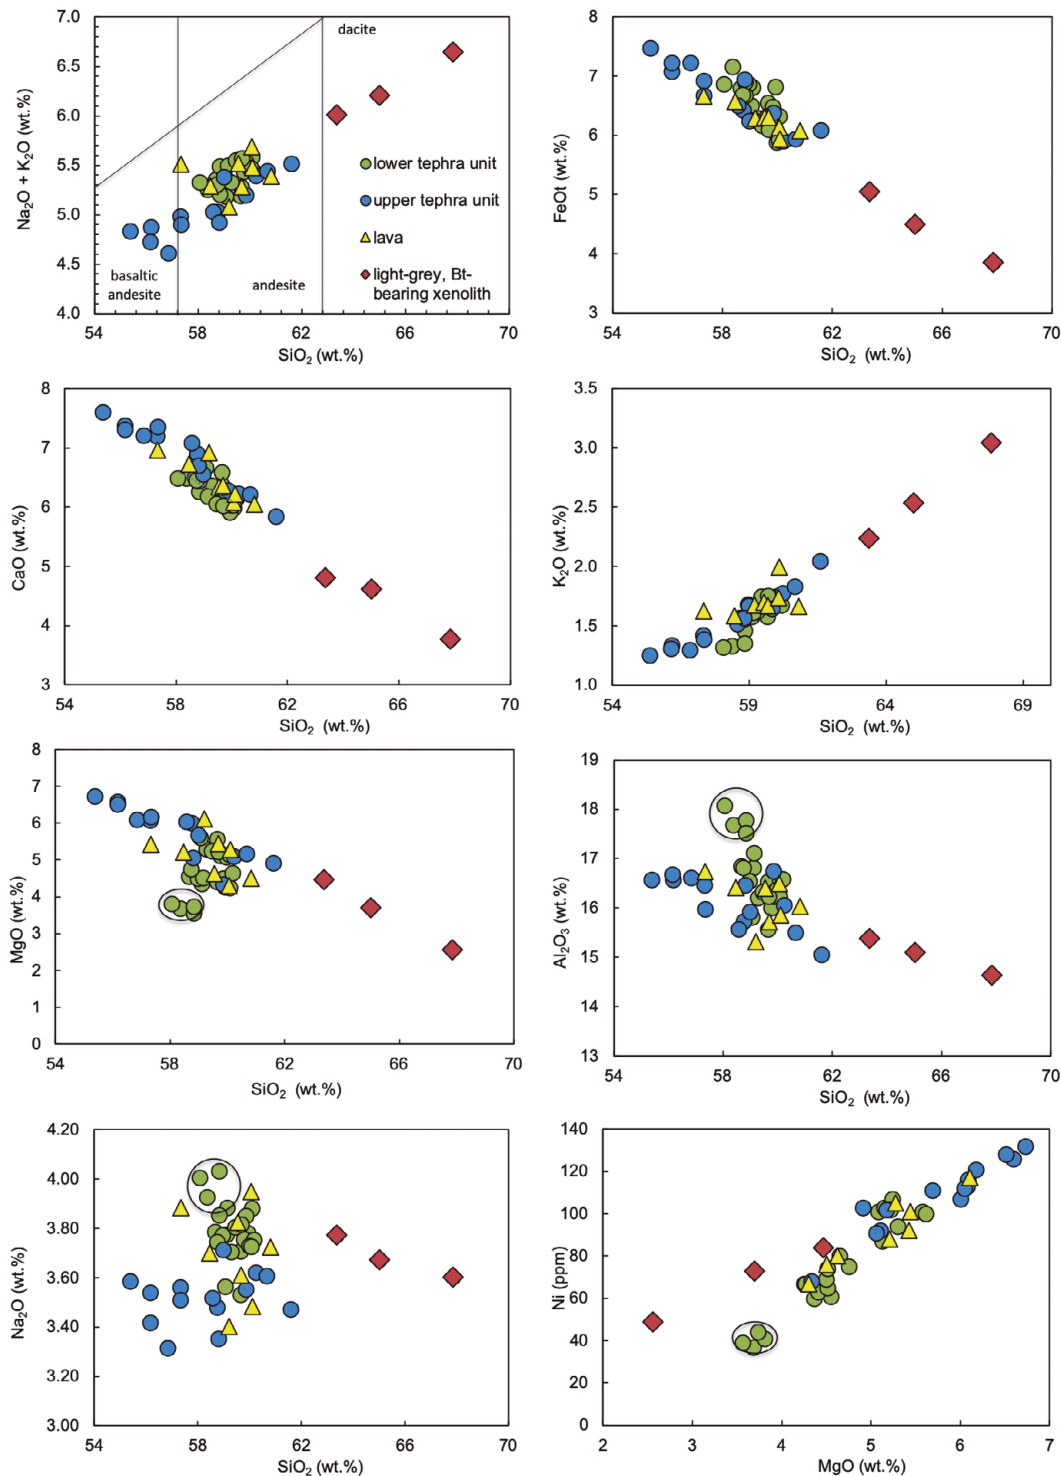 7.0
6.5
6.0
5.5
5.0
4.5
4.0
Na₂O + K₂O (wt.%)
dacite
lower tephra unit
upper tephra unit
lava
light-grey, Bt-
bearing xenolith
basaltic
andesite
andesite
54 58 62 66 70
SiO₂ (wt.%)
8
7
6
5
4
3
FeOt (wt.%)
54 58 62 66 70
SiO₂ (wt.%)
8
7
6
5
4
3
CaO (wt.%)
54 58 62 66 70
SiO₂ (wt.%)
3.0
2.5
2.0
1.5
1.0
K₂O (wt.%)
54 59 64 69
SiO₂ (wt.%)
8
7
6
5
4
3
2
1
0
MgO (wt.%)
54 58 62 66 70
SiO₂ (wt.%)
19
18
17
16
15
14
13
Al₂O₃ (wt.%)
54 58 62 66 70
SiO₂ (wt.%)
4.20
4.00
3.80
3.60
3.40
3.20
3.00
Na₂O (wt.%)
54 58 62 66 70
SiO₂ (wt.%)
140
120
100
80
60
40
20
0
Ni (ppm)
2 3 4 5 6 7
MgO (wt.%)